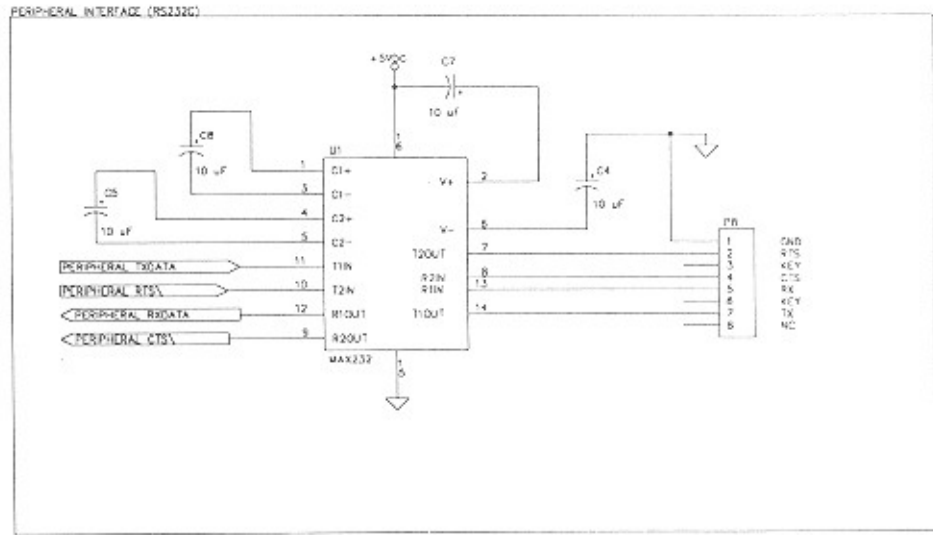 PERIPHERAL INTERFACE (RS232C)
+5VDC
C7
10 uF
C8
10 uF
C5
10 uF
C4
10 uF
U1
16
1 C1+
3 C1-
4 C2+
5 C2-
PERIPHERAL TXDATA 11 T1IN
PERIPHERAL RTS\ 10 T2IN
PERIPHERAL RXDATA 12 R1OUT
PERIPHERAL CTS\ 9 R2OUT
V+ 2
V- 6
T2OUT 7
R2IN 8
R1IN 13
T1OUT 14
MAX232
15
1 GND
2 RTS
3 KEY
4 CTS
5 RX
6 KEY
7 TX
8 NC